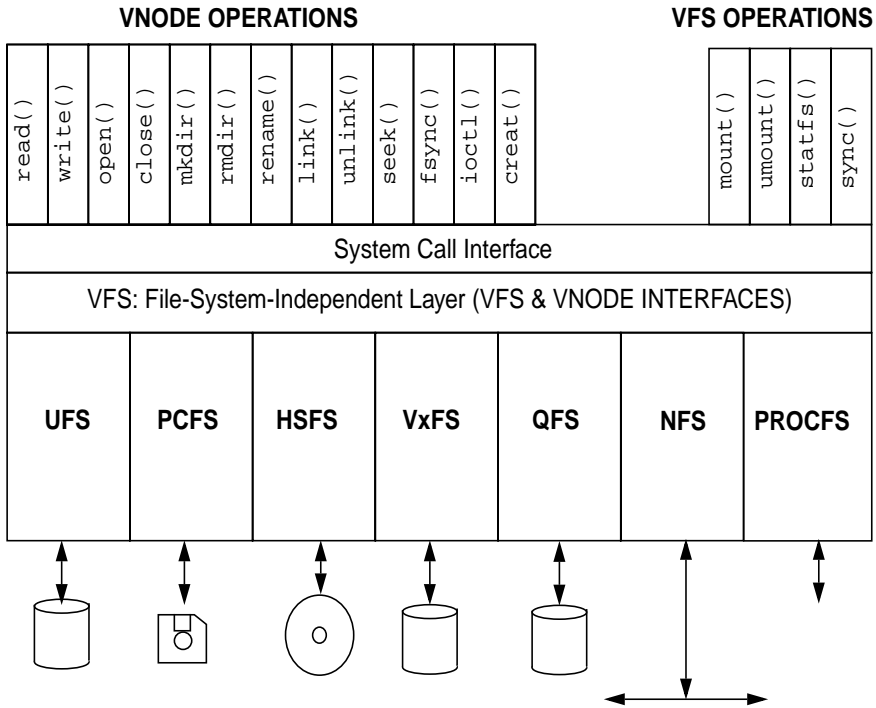 VNODE OPERATIONS
VFS OPERATIONS
read()
write()
open()
close()
mkdir()
rmdir()
rename()
link()
unlink()
seek()
fsync()
ioctl()
creat()
mount()
umount()
statfs()
sync()
System Call Interface
VFS: File-System-Independent Layer (VFS & VNODE INTERFACES)
UFS
PCFS
HSFS
VxFS
QFS
NFS
PROCFS